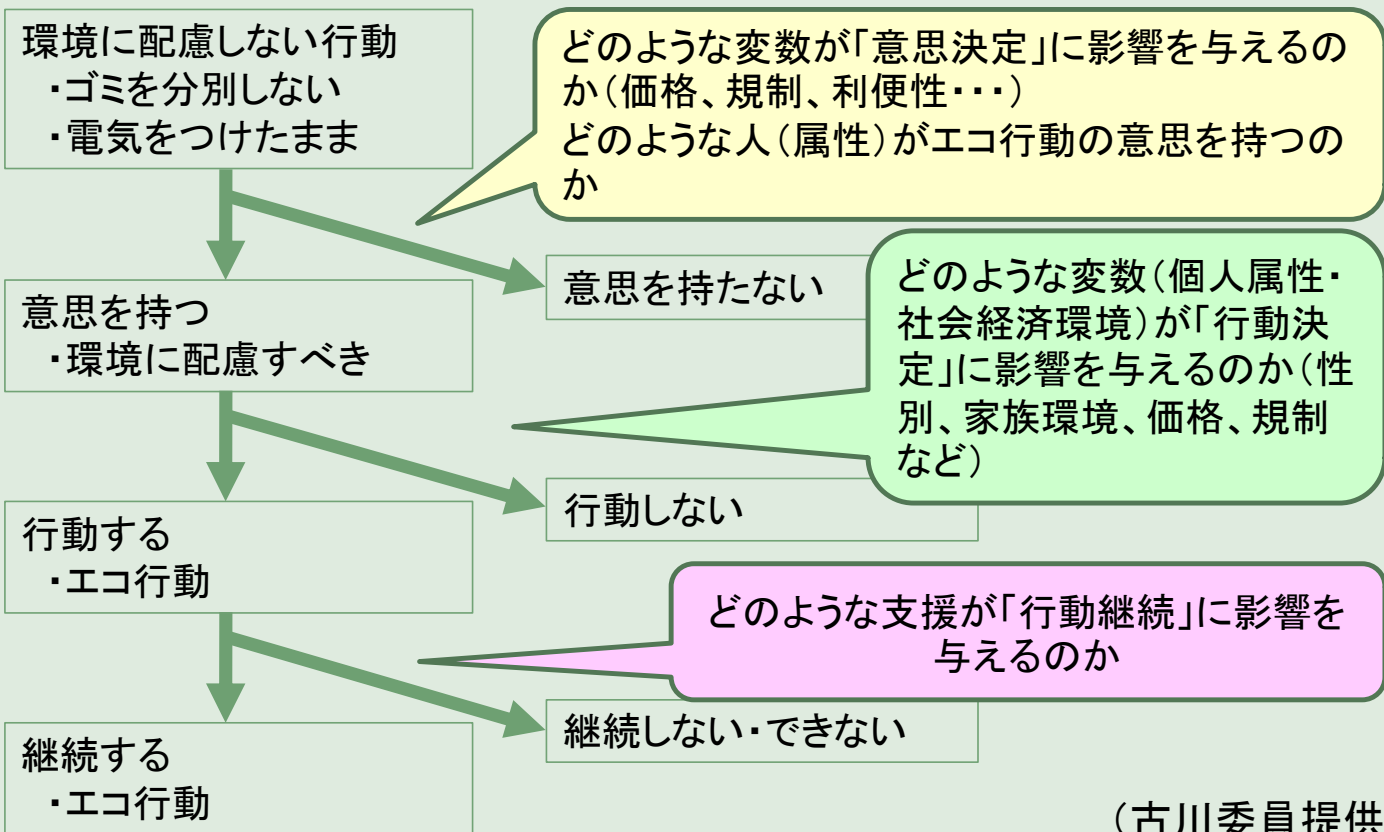 環境に配慮しない行動
・ゴミを分別しない
・電気をつけたまま
どのような変数が「意思決定」に影響を与えるの
か（価格、規制、利便性・・・）
どのような人（属性）がエコ行動の意思を持つの
か
意思を持たない
意思を持つ
・環境に配慮すべき
どのような変数（個人属性・
社会経済環境）が「行動決
定」に影響を与えるのか（性
別、家族環境、価格、規制
など）
行動しない
行動する
・エコ行動
どのような支援が「行動継続」に影響を
与えるのか
継続しない・できない
継続する
・エコ行動
（古川委員提供